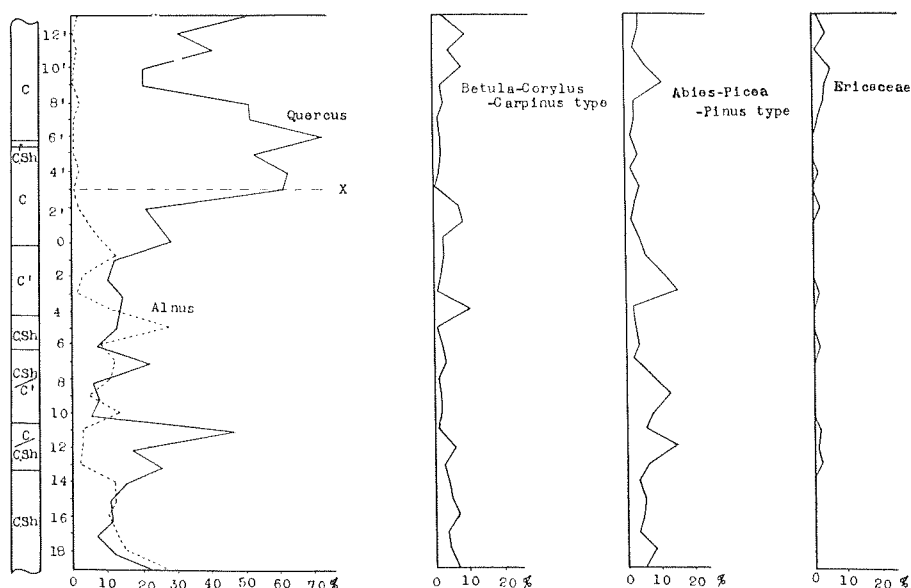 C
C Sh
C
C'
CSh
CSh
C'
C
CSh
CSh
12'
10'
8'
6'
4'
2'
0
2
4
6
8
10
12
14
16
18
Quercus
X
Alnus
0 10 20 30 40 50 60 70 %
Betula-Corylus
-Carpinus type
0 20 %
Abies-Picea
-Pinus type
0 10 20 %
Ericaceae
0 10 20 %